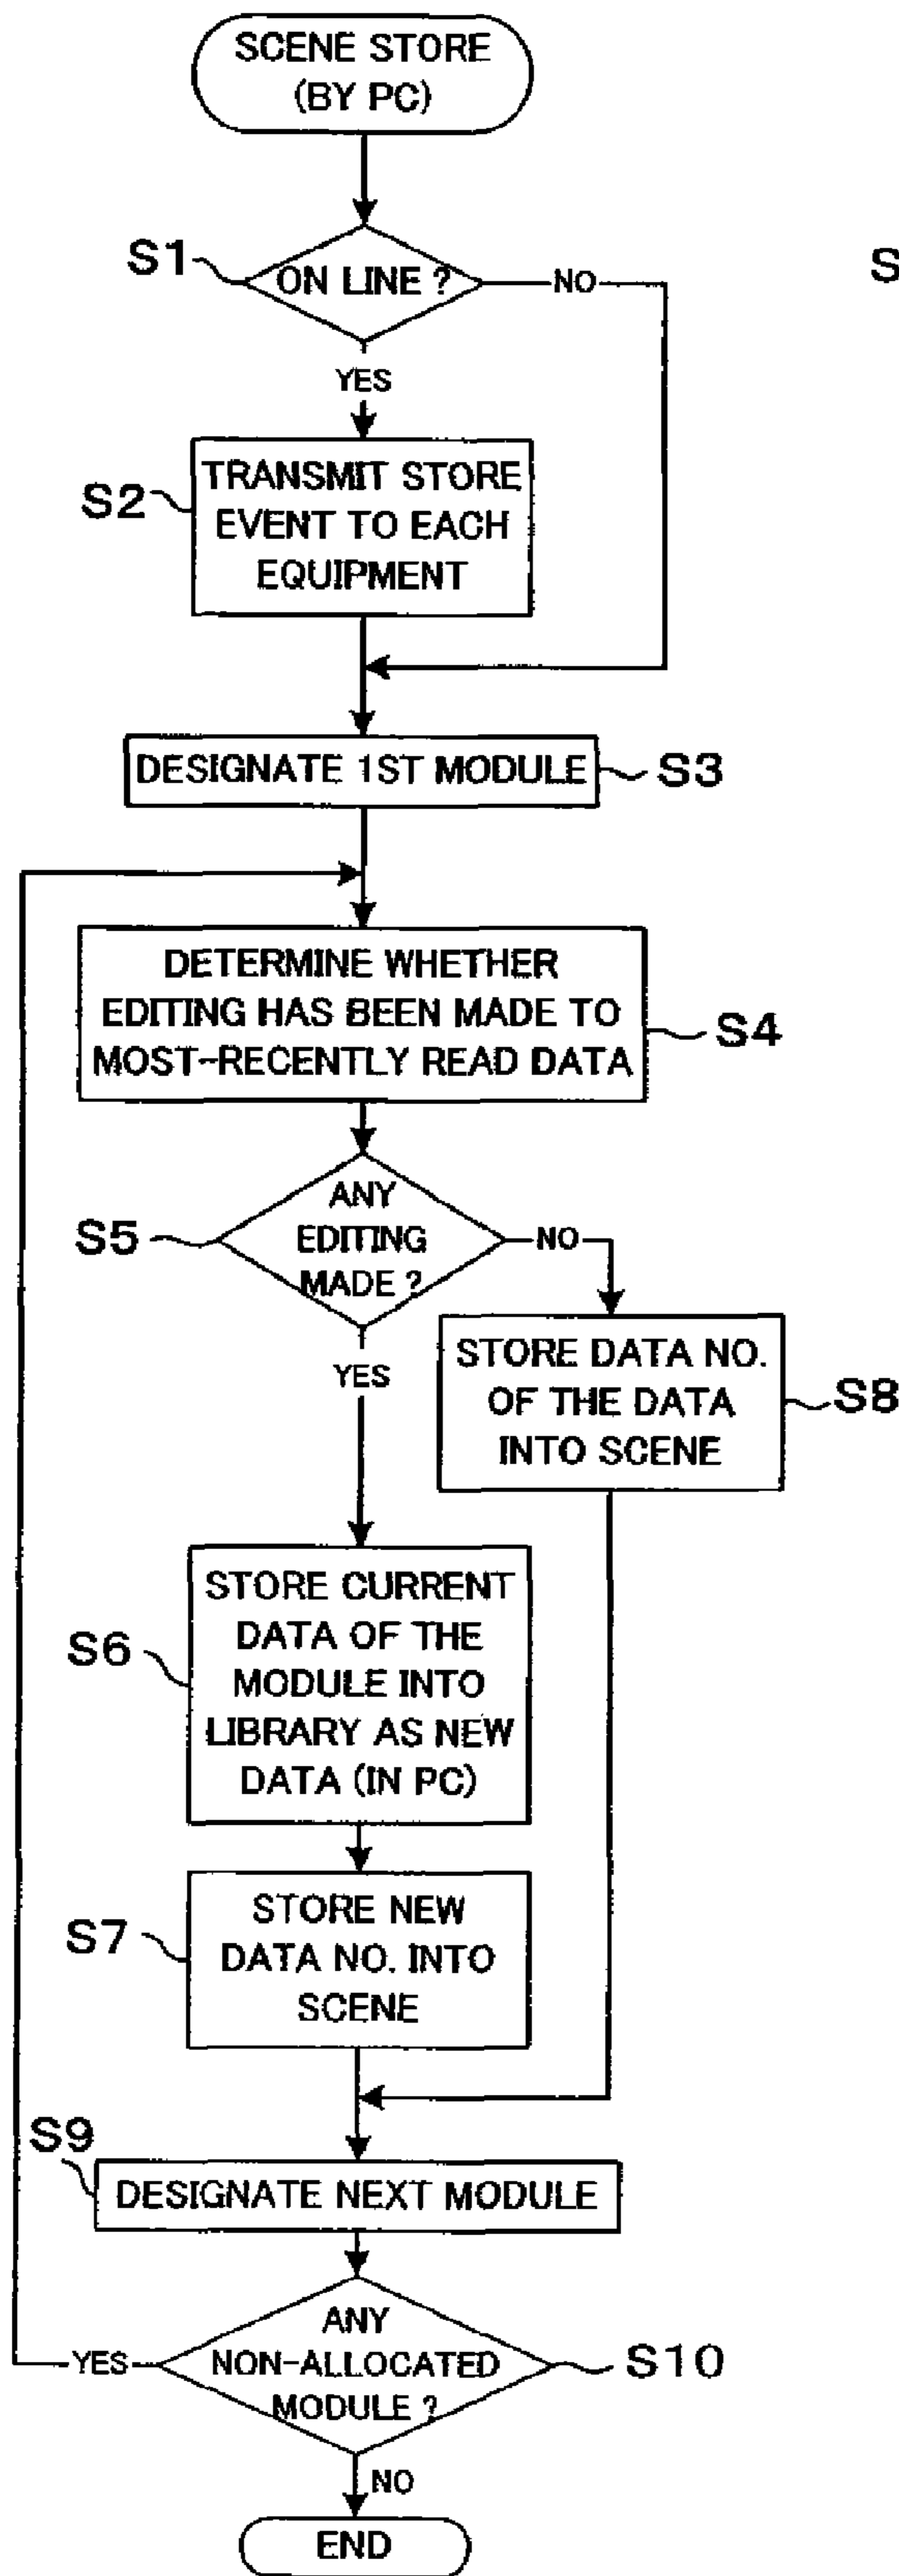 SCENE STORE
(BY PC)
S1
ON LINE ?
NO
S
YES
S2
TRANSMIT STORE
EVENT TO EACH
EQUIPMENT
DESIGNATE 1ST MODULE
S3
DETERMINE WHETHER
EDITING HAS BEEN MADE TO
MOST-RECENTLY READ DATA
S4
S5
ANY
EDITING
MADE ?
NO
YES
STORE DATA NO.
OF THE DATA
INTO SCENE
S8
S6
STORE CURRENT
DATA OF THE
MODULE INTO
LIBRARY AS NEW
DATA (IN PC)
S7
STORE NEW
DATA NO. INTO
SCENE
S9
DESIGNATE NEXT MODULE
YES
ANY
NON-ALLOCATED
MODULE ?
S10
NO
END